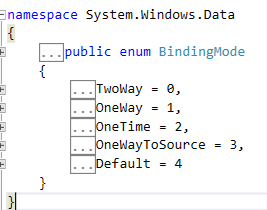 namespace System.Windows.Data
{
...public enum BindingMode
{
...TwoWay = 0,
...OneWay = 1,
...OneTime = 2,
...OneWayToSource = 3,
...Default = 4
}
}